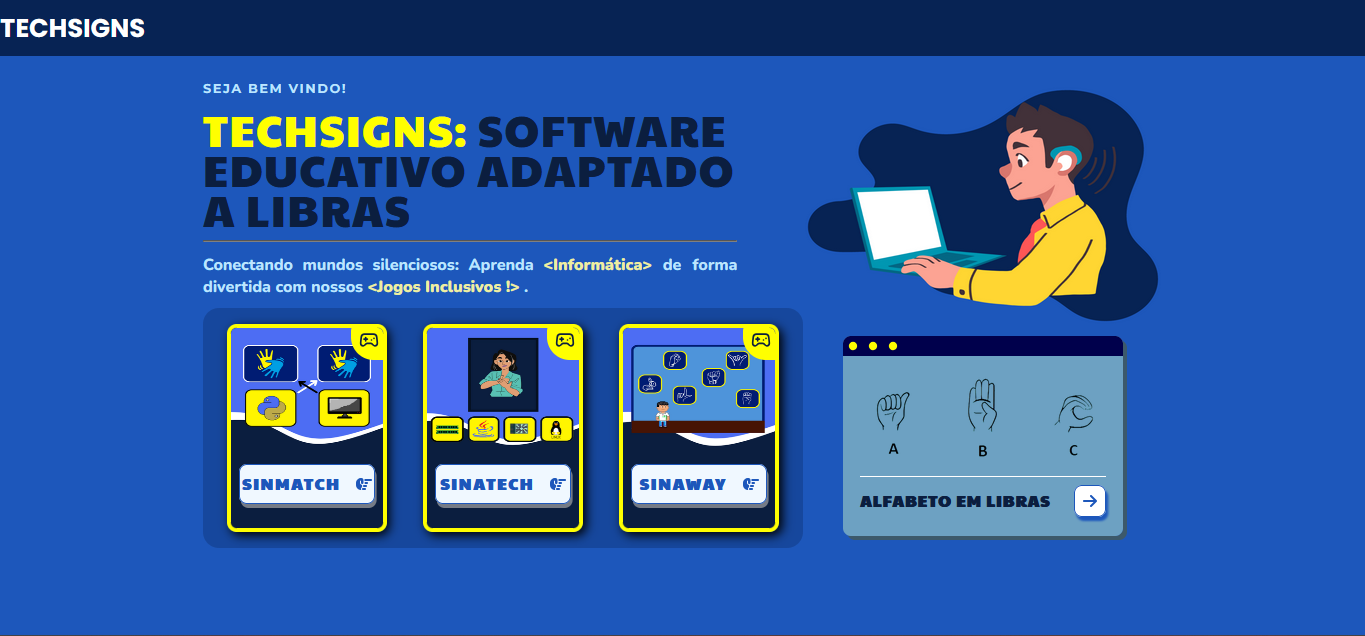 TECHSIGNS
SEJA BEM VINDO!
TECHSIGNS: SOFTWARE
EDUCATIVO ADAPTADO
A LIBRAS
Conectando mundos silenciosos: Aprenda <Informática> de forma
divertida com nossos <Jogos Inclusivos !> .
SINMATCH
SINATECH
SINAWAY
A B C
ALFABETO EM LIBRAS